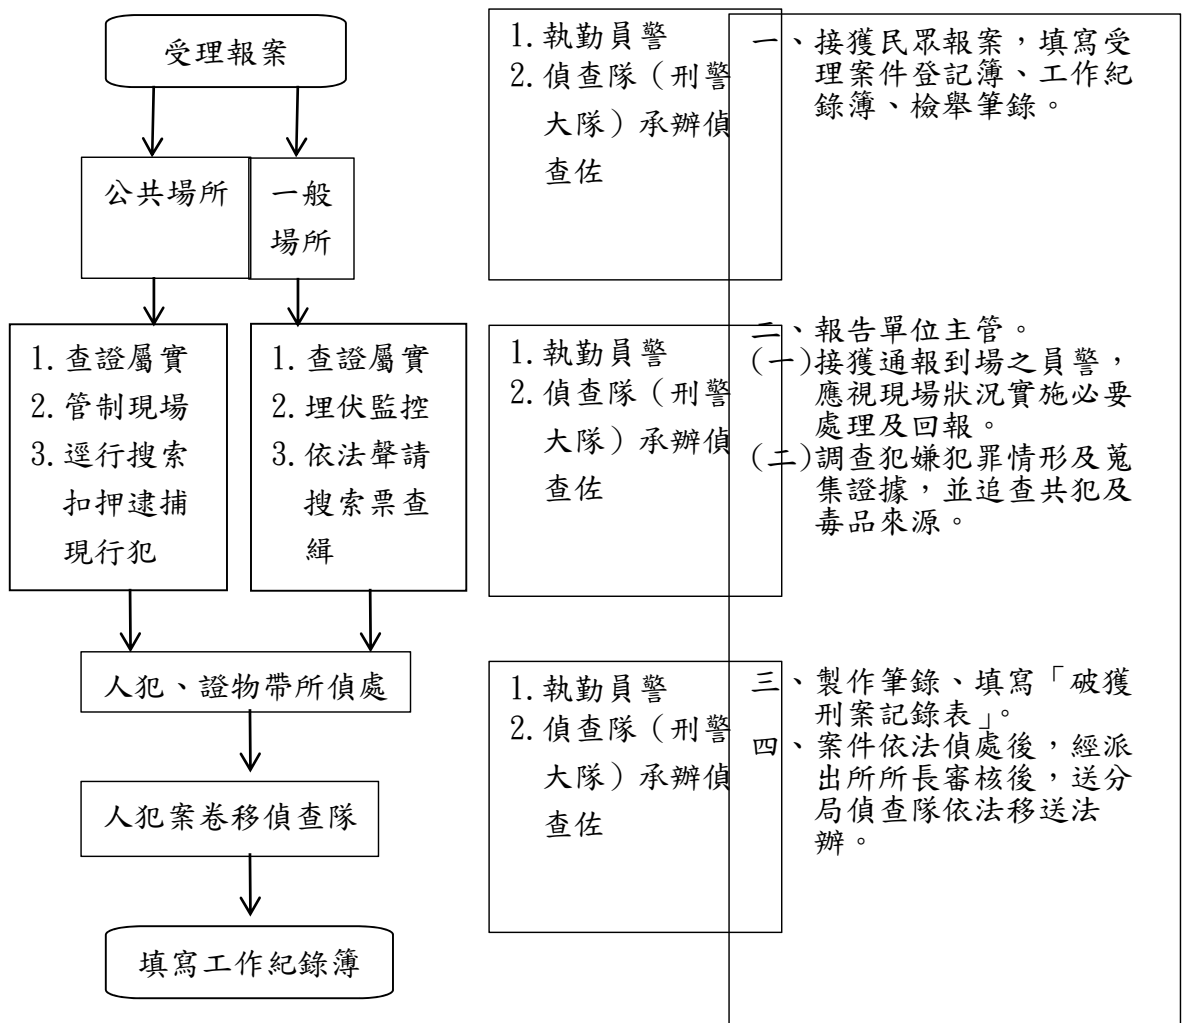 受理報案
公共場所
一般
場所
1.查證屬實
2.管制現場
3.逕行搜索
扣押逮捕
現行犯
1.查證屬實
2.埋伏監控
3.依法聲請
搜索票查
緝
人犯、證物帶所偵處
人犯案卷移偵查隊
填寫工作紀錄簿
1.執勤員警
2.偵查隊（刑警
大隊）承辦偵
查佐
1.執勤員警
2.偵查隊（刑警
大隊）承辦偵
查佐
1.執勤員警
2.偵查隊（刑警
大隊）承辦偵
查佐
一、接獲民眾報案，填寫受
理案件登記簿、工作紀
錄簿、檢舉筆錄。
二、報告單位主管。
(一)接獲通報到場之員警，
應視現場狀況實施必要
處理及回報。
(二)調查犯嫌犯罪情形及蒐
集證據，並追查共犯及
毒品來源。
三、製作筆錄、填寫「破獲
刑案記錄表」。
四、案件依法偵處後，經派
出所所長審核後，送分
局偵查隊依法移送法
辦。